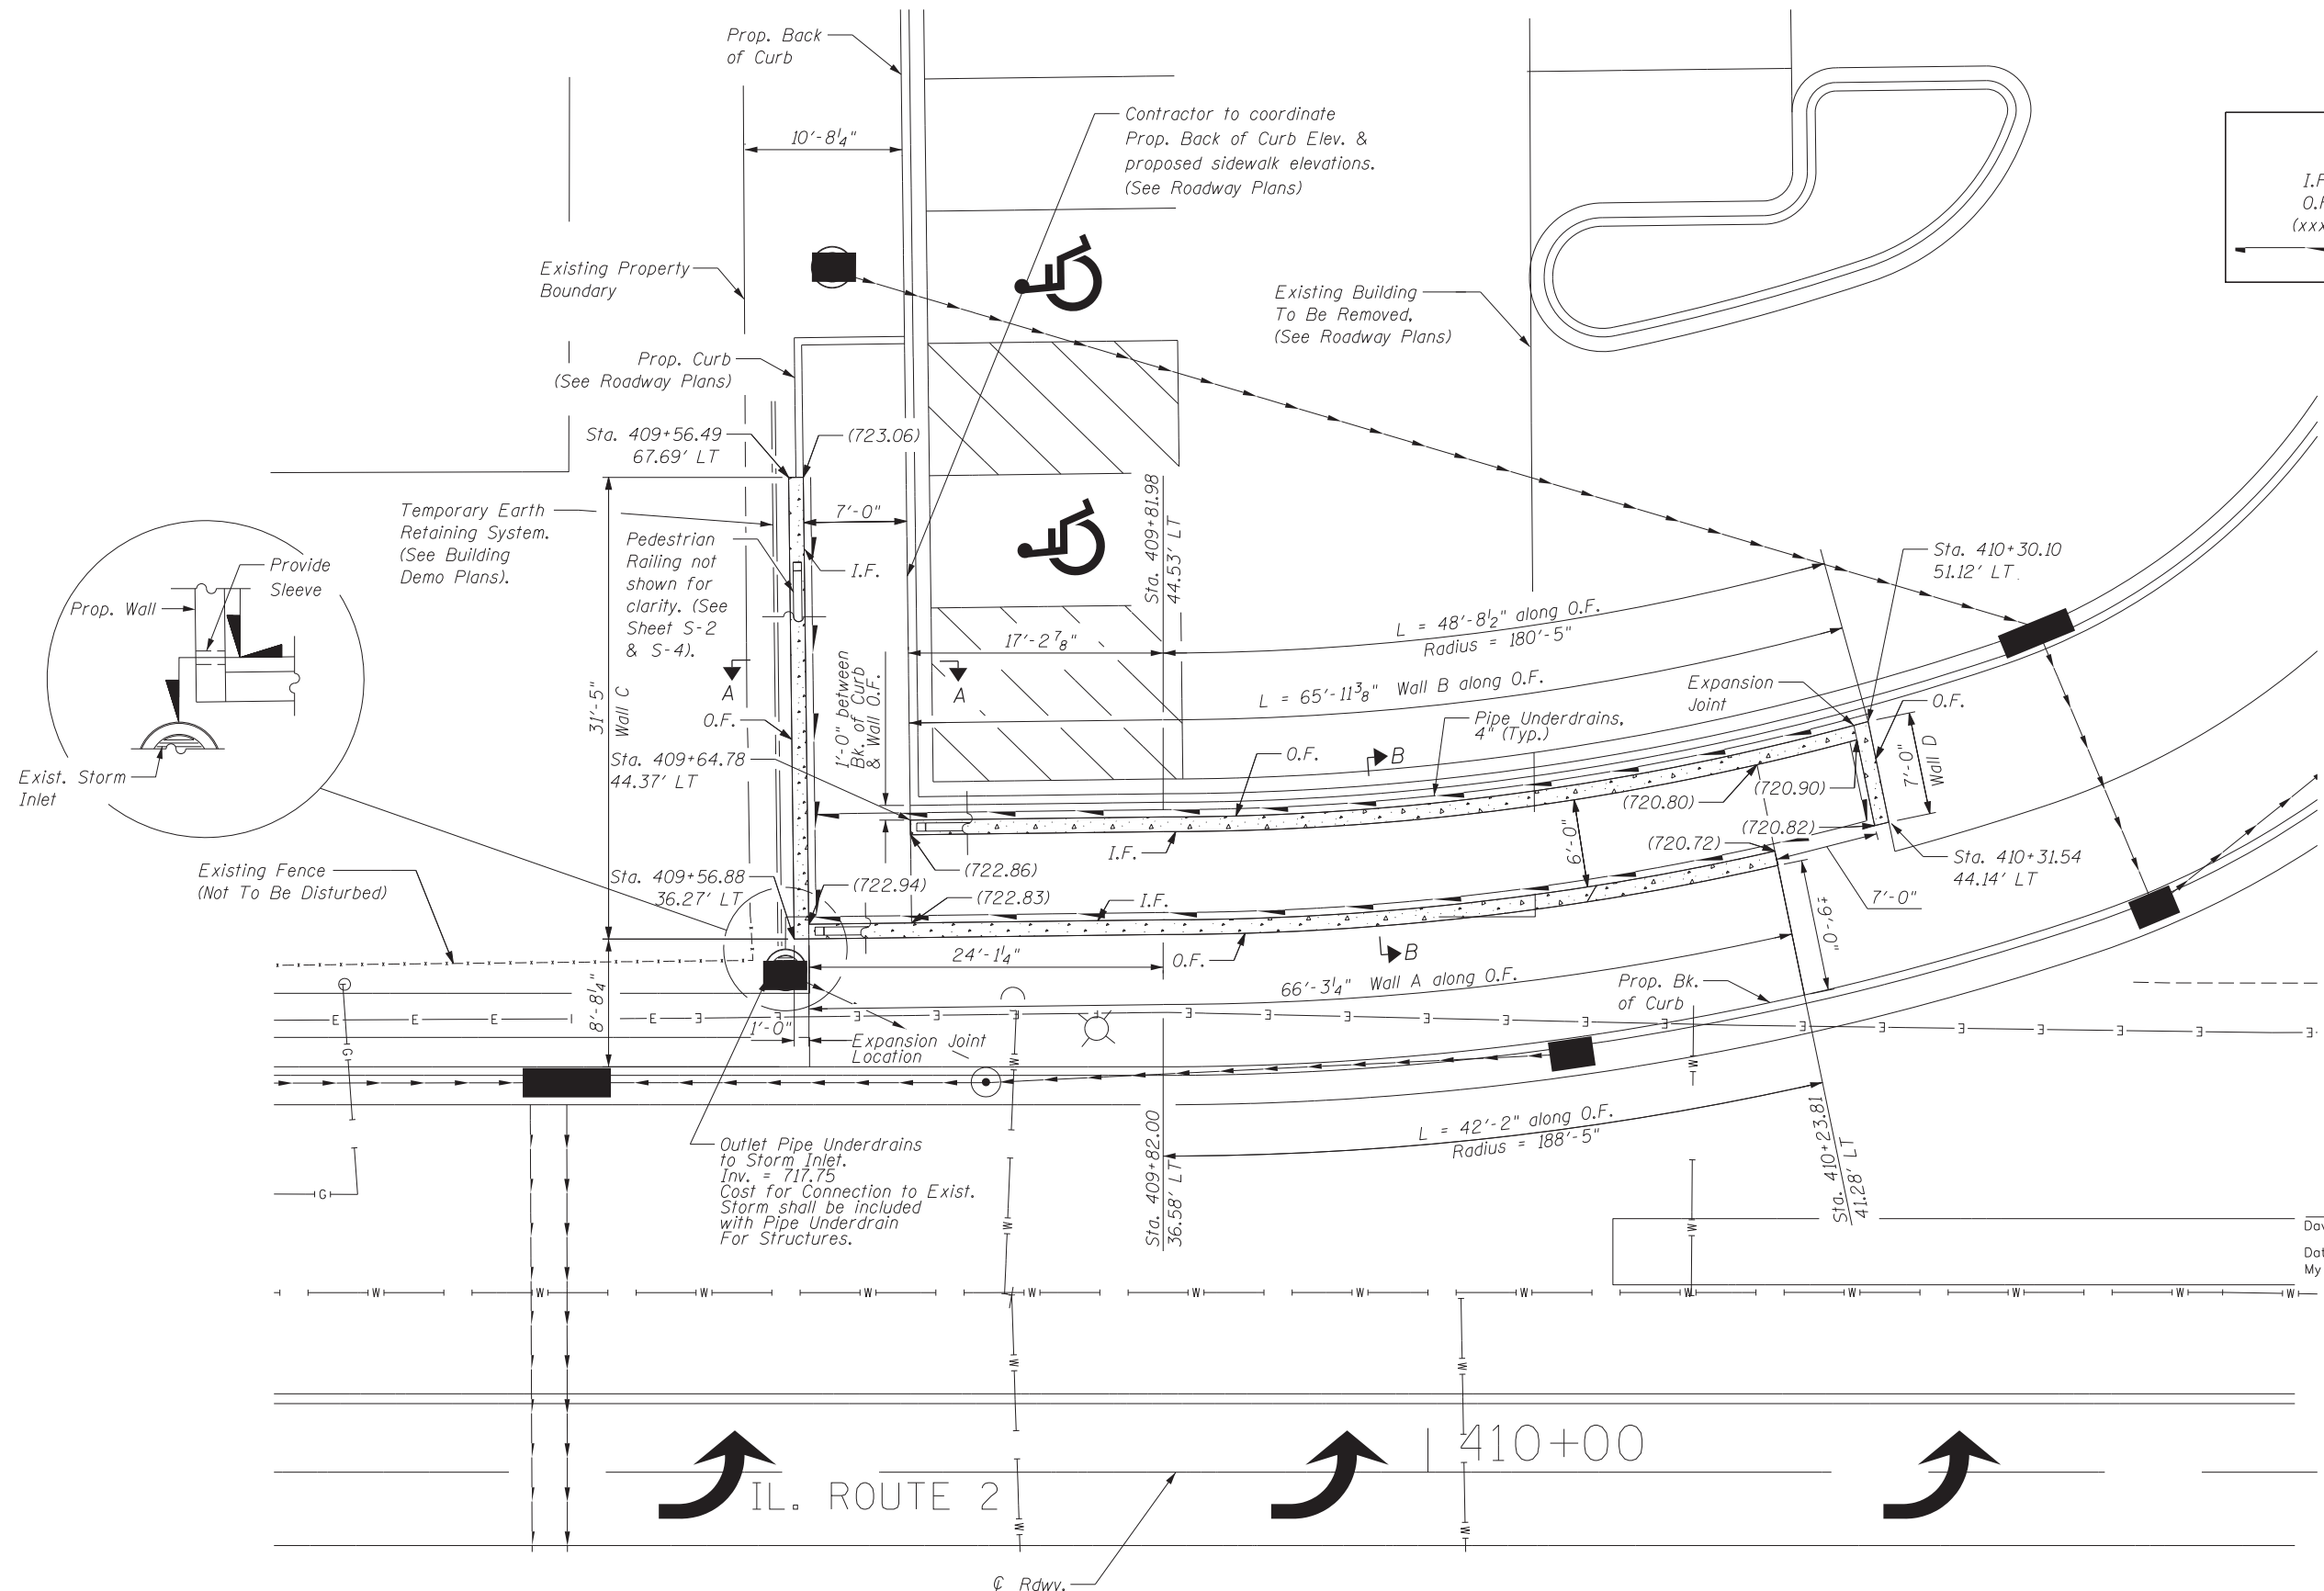 Prop. Back
of Curb
10'-8¼"
Contractor to coordinate
Prop. Back of Curb Elev. &
proposed sidewalk elevations.
(See Roadway Plans)
Existing Property
Boundary
Existing Building
To Be Removed,
(See Roadway Plans)
Prop. Curb
(See Roadway Plans)
Sta. 409+56.49
67.69' LT
(723.06)
Temporary Earth
Retaining System.
(See Building
Demo Plans).
Pedestrian
Railing not
shown for
clarity. (See
Sheet S-2
& S-4).
7'-0"
I.F.
Sta. 409+81.98
44.53' LT
Sta. 410+30.10
51.12' LT
Provide
Sleeve
Prop. Wall
Exist. Storm
Inlet
L = 48'-8½" along O.F.
Radius = 180'-5"
17'-2⅞"
A
A
31'-5"
Wall C
O.F.
1'-0" between
Bk. of Curb
& Wall O.F.
L = 65'-11⅜" Wall B along O.F.
Expansion
Joint
O.F.
Pipe Underdrains,
4" (Typ.)
7'-0"
Wall D
Sta. 409+64.78
44.37' LT
O.F.
B
(720.80)
(720.90)
(720.82)
(720.72)
I.F.
6'-0"
Sta. 410+31.54
44.14' LT
Existing Fence
(Not To Be Disturbed)
Sta. 409+56.88
36.27' LT
(722.86)
(722.94)
(722.83)
I.F.
7'-0"
±9'-0"
24'-1¼"
O.F.
B
8'-8¼"
66'-3¼" Wall A along O.F.
Prop. Bk.
of Curb
E E E E E E E E E E E E E E E E E E E E E E E E
1'-0"
Expansion Joint
Location
G
W
W
Outlet Pipe Underdrains
to Storm Inlet.
Inv. = 717.75
Cost for Connection to Exist.
Storm shall be included
with Pipe Underdrain
For Structures.
G
W
W
L = 42'-2" along O.F.
Radius = 188'-5"
Sta. 409+82.00
36.58' LT
Sta. 410+23.81
41.28' LT
W W W W W W W W W W W W W
W
W
410+00
IL. ROUTE 2
W
W
℄ Rdwy.
My